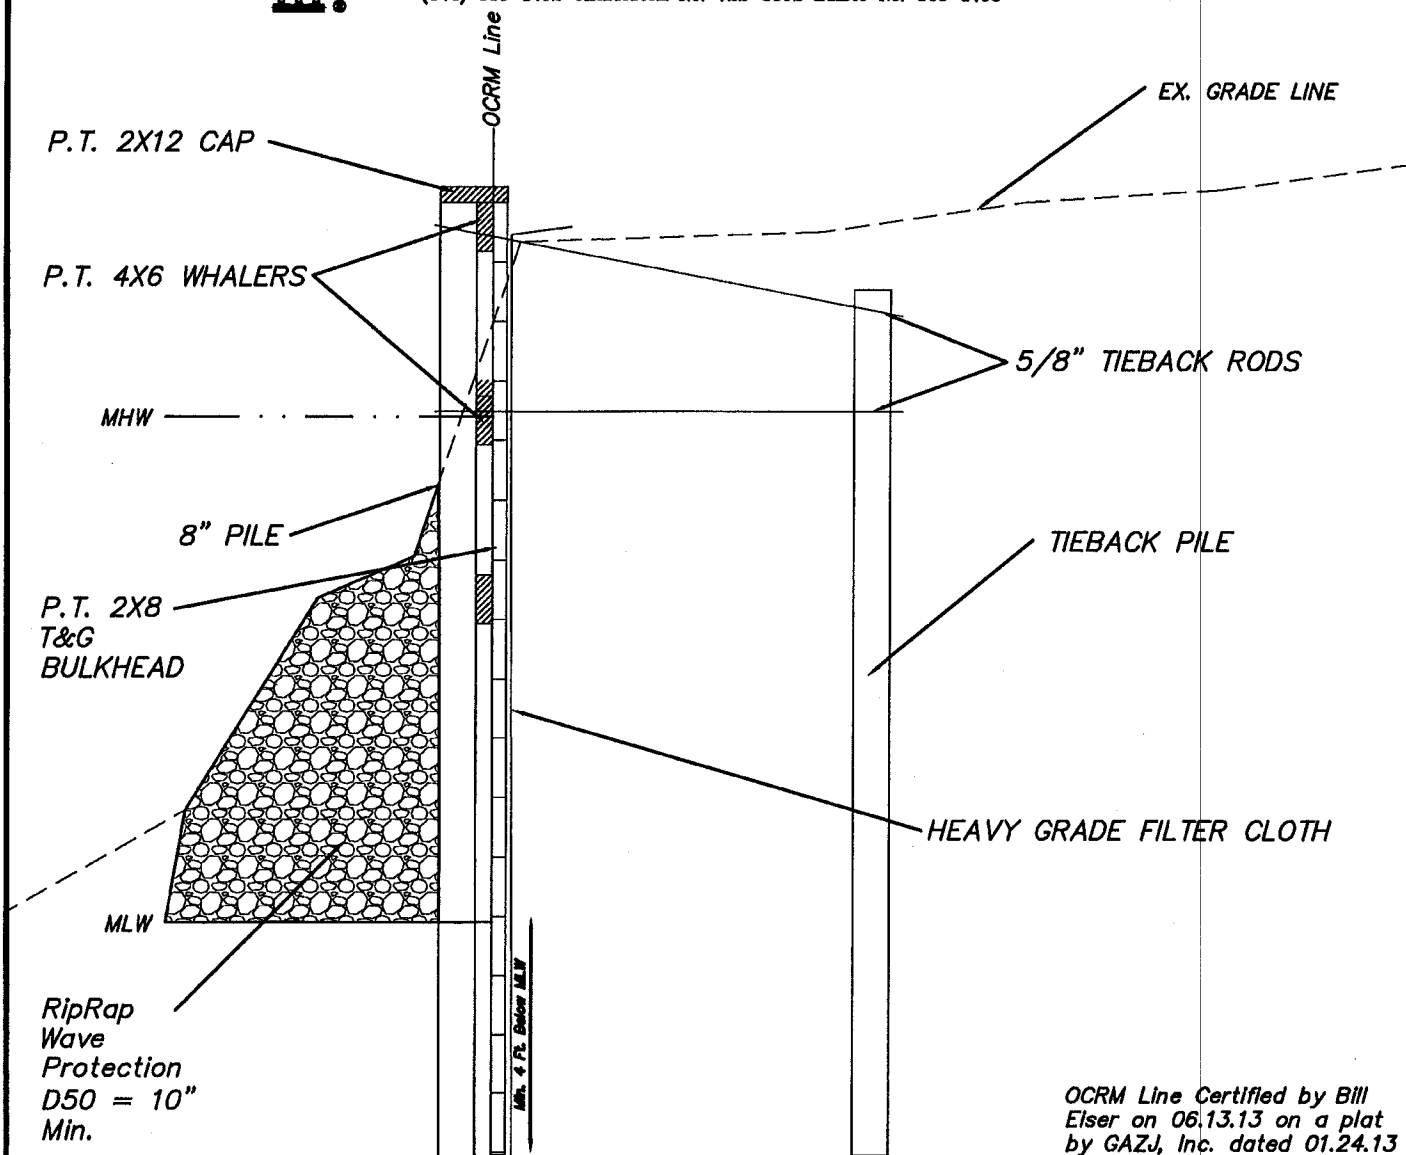 OCRM Line
EX. GRADE LINE
P.T. 2X12 CAP
P.T. 4X6 WHALERS
5/8" TIEBACK RODS
MHW
8" PILE
TIEBACK PILE
P.T. 2X8
T&G
BULKHEAD
HEAVY GRADE FILTER CLOTH
MLW
Min. 4 Ft. Below MLW
RipRap
Wave
Protection
D50 = 10"
Min.
OCRM Line Certified by Bill
Eiser on 06.13.13 on a plat
by GAZJ, Inc. dated 01.24.13